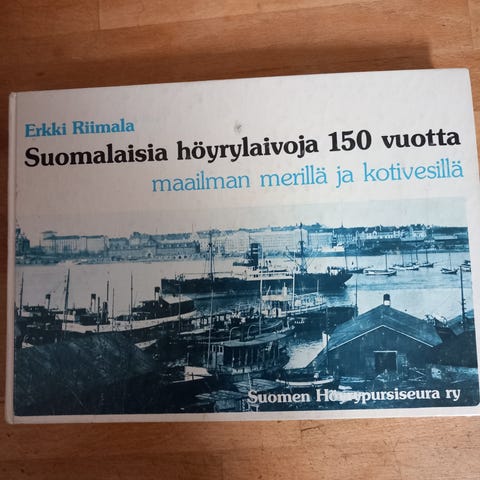 Erkki Riimala
Suomalaisia höyrylaivoja 150 vuotta
maailman merillä ja kotivesillä
Suomen Höyrypursiseura ry